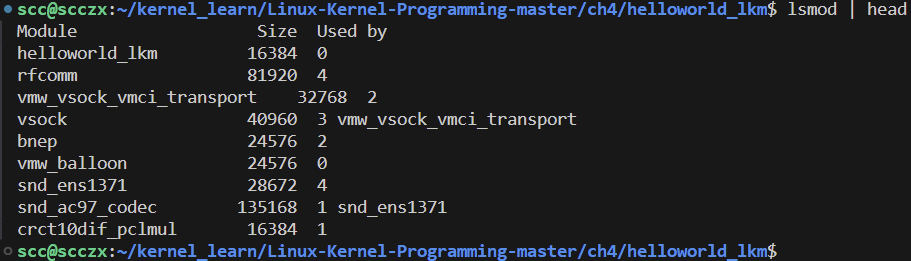 scc@scczx:~/kernel_learn/Linux-Kernel-Programming-master/ch4/helloworld_lkm$ lsmod | head
Module                  Size  Used by
helloworld_lkm         16384  0
rfcomm                 81920  4
vmw_vsock_vmci_transport    32768  2
vsock                  40960  3 vmw_vsock_vmci_transport
bnep                   24576  2
vmw_balloon            24576  0
snd_ens1371            28672  4
snd_ac97_codec        135168  1 snd_ens1371
crct10dif_pclmul       16384  1
scc@scczx:~/kernel_learn/Linux-Kernel-Programming-master/ch4/helloworld_lkm$